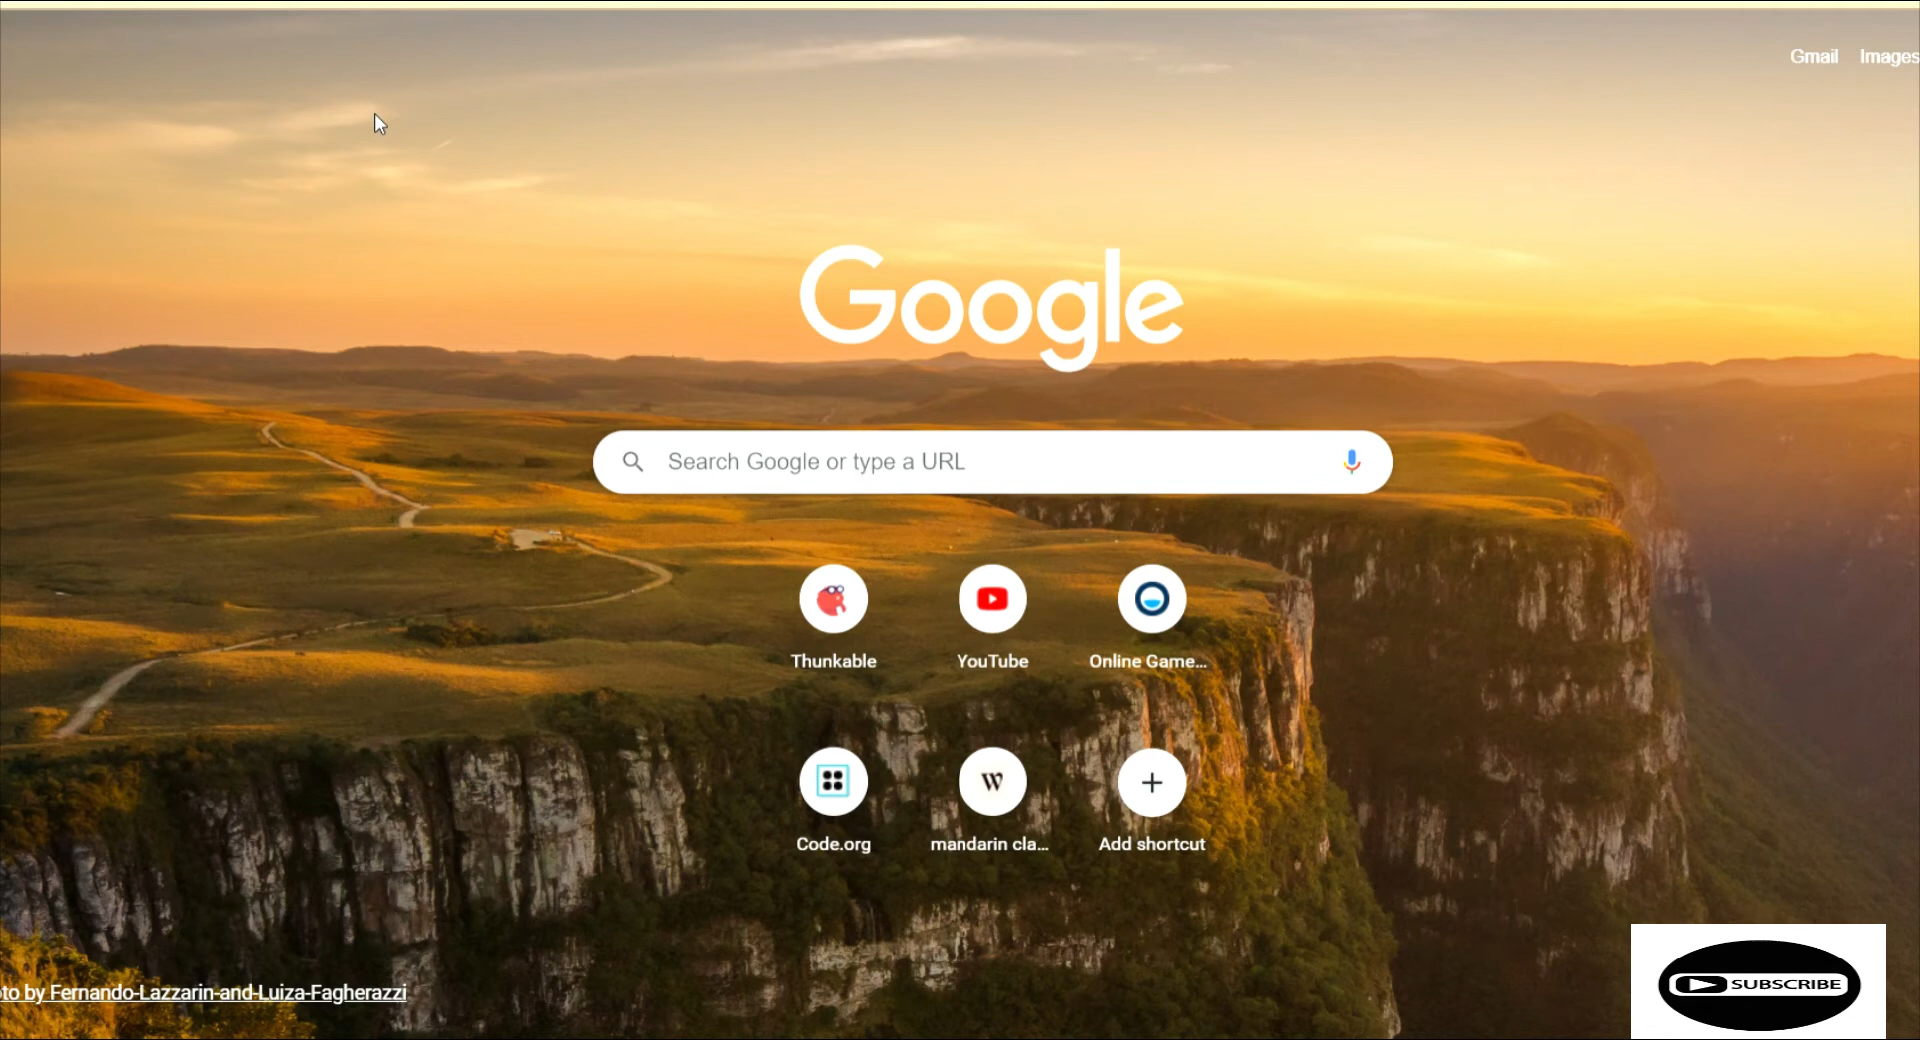 Gmail Images
Google
Search Google or type a URL
Thunkable YouTube Online Game...
Code.org W mandarin cla... Add shortcut
to by Fernando-Lazzarin-and-Luiza-Fagherazzi
SUBSCRIBE